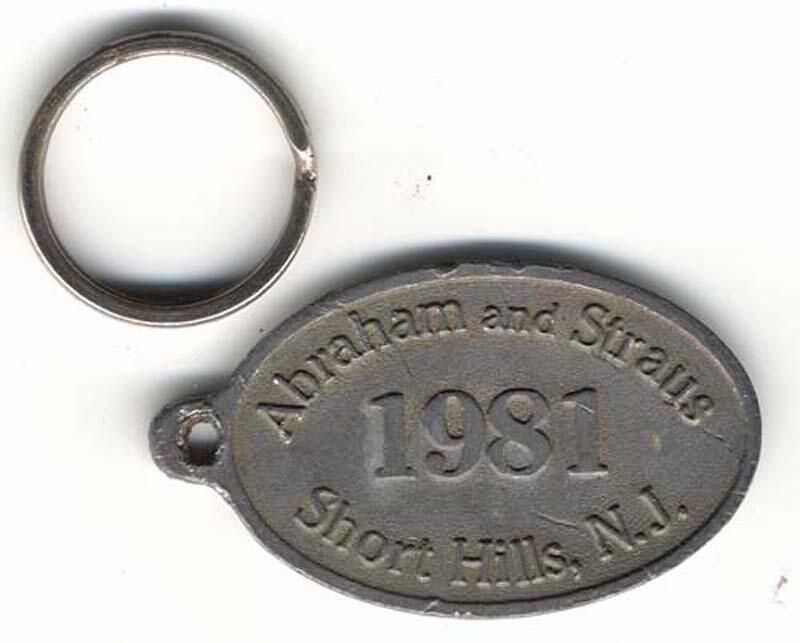 Abraham and Straus
1981
Short Hills, N.J.